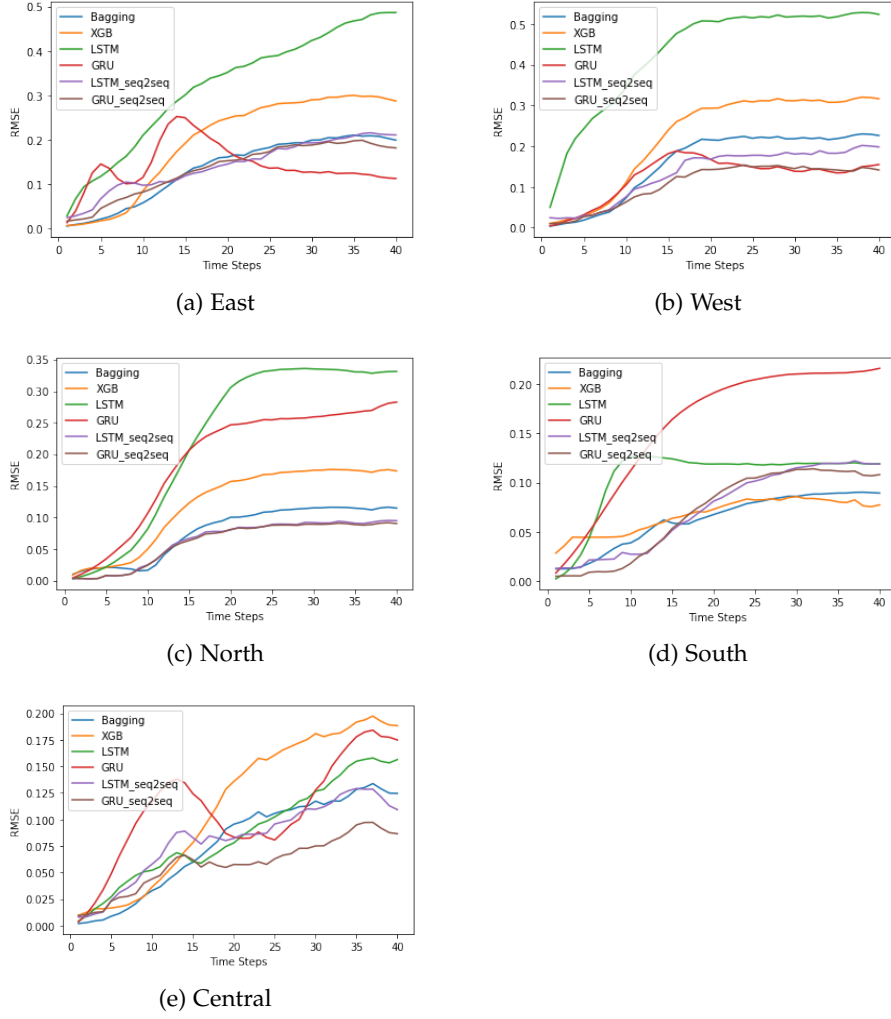 0.5
0.4
0.3
0.2
0.1
0.0
RMSE
Bagging
XGB
LSTM
GRU
LSTM_seq2seq
GRU_seq2seq
0 5 10 15 20 25 30 35 40
Time Steps
(a) East
0.5
0.4
0.3
0.2
0.1
0.0
RMSE
Bagging
XGB
LSTM
GRU
LSTM_seq2seq
GRU_seq2seq
0 5 10 15 20 25 30 35 40
Time Steps
(b) West
0.35
0.30
0.25
0.20
0.15
0.10
0.05
0.00
RMSE
Bagging
XGB
LSTM
GRU
LSTM_seq2seq
GRU_seq2seq
0 5 10 15 20 25 30 35 40
Time Steps
(c) North
0.20
0.15
0.10
0.05
0.00
RMSE
Bagging
XGB
LSTM
GRU
LSTM_seq2seq
GRU_seq2seq
0 5 10 15 20 25 30 35 40
Time Steps
(d) South
0.200
0.175
0.150
0.125
0.100
0.075
0.050
0.025
0.000
RMSE
Bagging
XGB
LSTM
GRU
LSTM_seq2seq
GRU_seq2seq
0 5 10 15 20 25 30 35 40
Time Steps
(e) Central